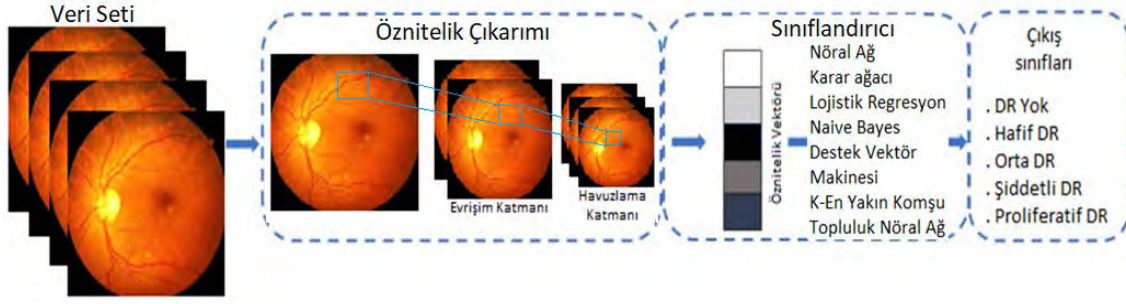 Veri Seti
Öznitelik Çıkarımı
Evrişim Katmanı
Havuzlama
Katmanı
Sınıflandırıcı
Öznitelik Vektörü
Nöral Ağ
Karar ağacı
Lojistik Regresyon
Naive Bayes
Destek Vektör
Makinesi
K-En Yakın Komşu
Topluluk Nöral Ağ
Çıkış
sınıfları
. DR Yok
. Hafif DR
. Orta DR
. Şiddetli DR
. Proliferatif DR